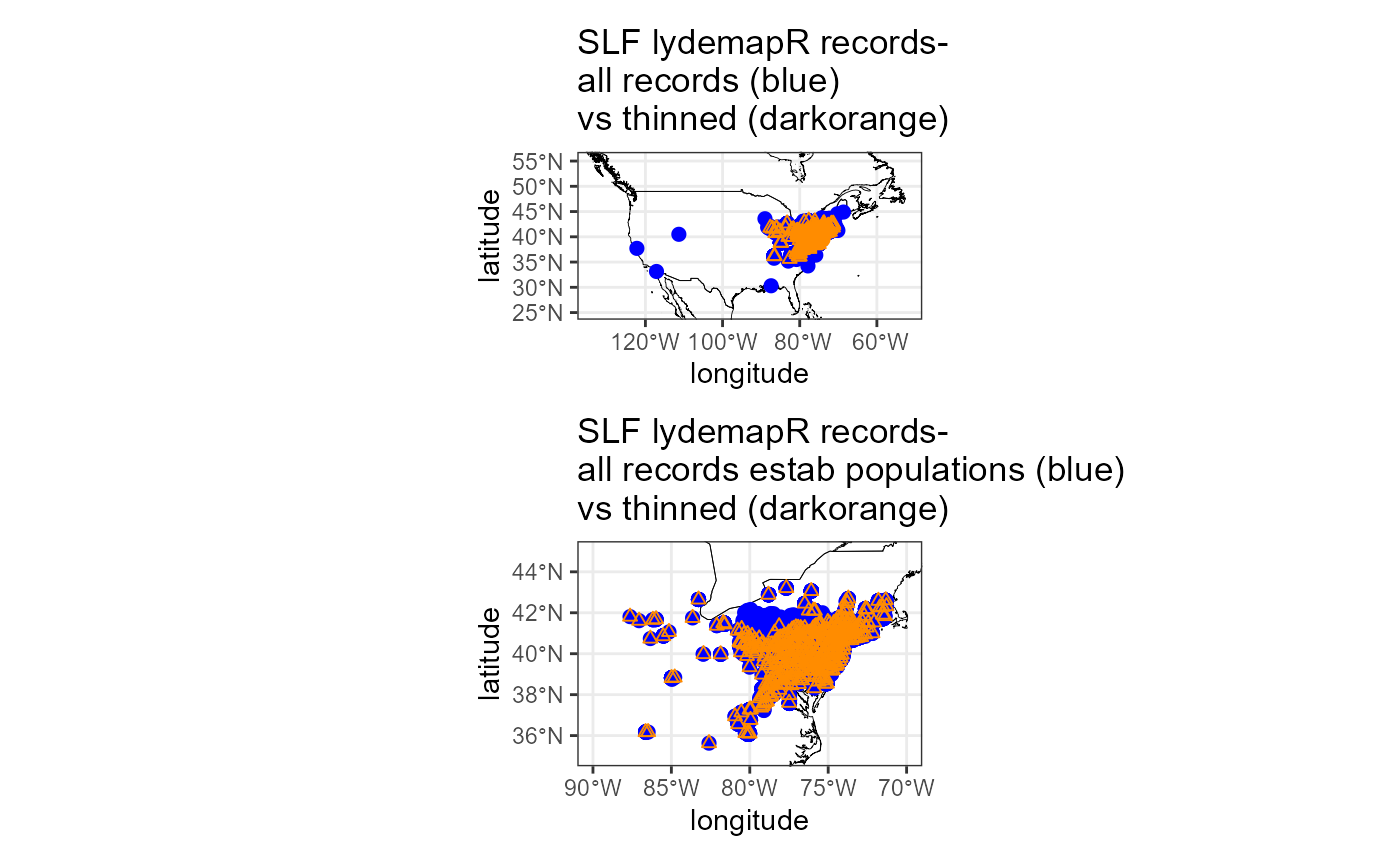 SLF lydemapR records-
all records (blue)
vs thinned (darkorange)
55°N
50°N
45°N
40°N
35°N
30°N
25°N
latitude
120°W 100°W 80°W 60°W
longitude
SLF lydemapR records-
all records estab populations (blue)
vs thinned (darkorange)
44°N
42°N
40°N
38°N
36°N
latitude
90°W 85°W 80°W 75°W 70°W
longitude